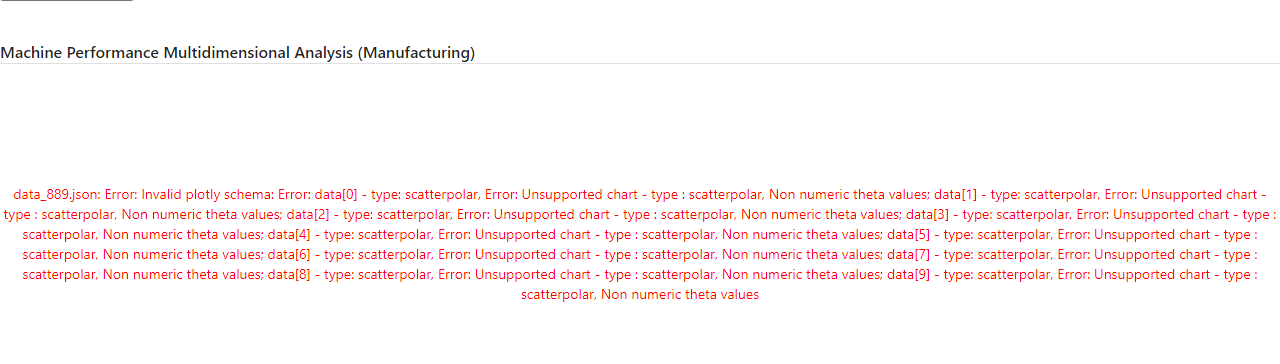 Machine Performance Multidimensional Analysis (Manufacturing)
data_889.json: Error: Invalid plotly schema: Error: data[0] - type: scatterpolar, Error: Unsupported chart - type : scatterpolar, Non numeric theta values; data[1] - type: scatterpolar, Error: Unsupported chart -
type : scatterpolar, Non numeric theta values; data[2] - type: scatterpolar, Error: Unsupported chart - type : scatterpolar, Non numeric theta values; data[3] - type: scatterpolar, Error: Unsupported chart - type :
scatterpolar, Non numeric theta values; data[4] - type: scatterpolar, Error: Unsupported chart - type : scatterpolar, Non numeric theta values; data[5] - type: scatterpolar, Error: Unsupported chart - type :
scatterpolar, Non numeric theta values; data[6] - type: scatterpolar, Error: Unsupported chart - type : scatterpolar, Non numeric theta values; data[7] - type: scatterpolar, Error: Unsupported chart - type :
scatterpolar, Non numeric theta values; data[8] - type: scatterpolar, Error: Unsupported chart - type : scatterpolar, Non numeric theta values; data[9] - type: scatterpolar, Error: Unsupported chart - type :
scatterpolar, Non numeric theta values